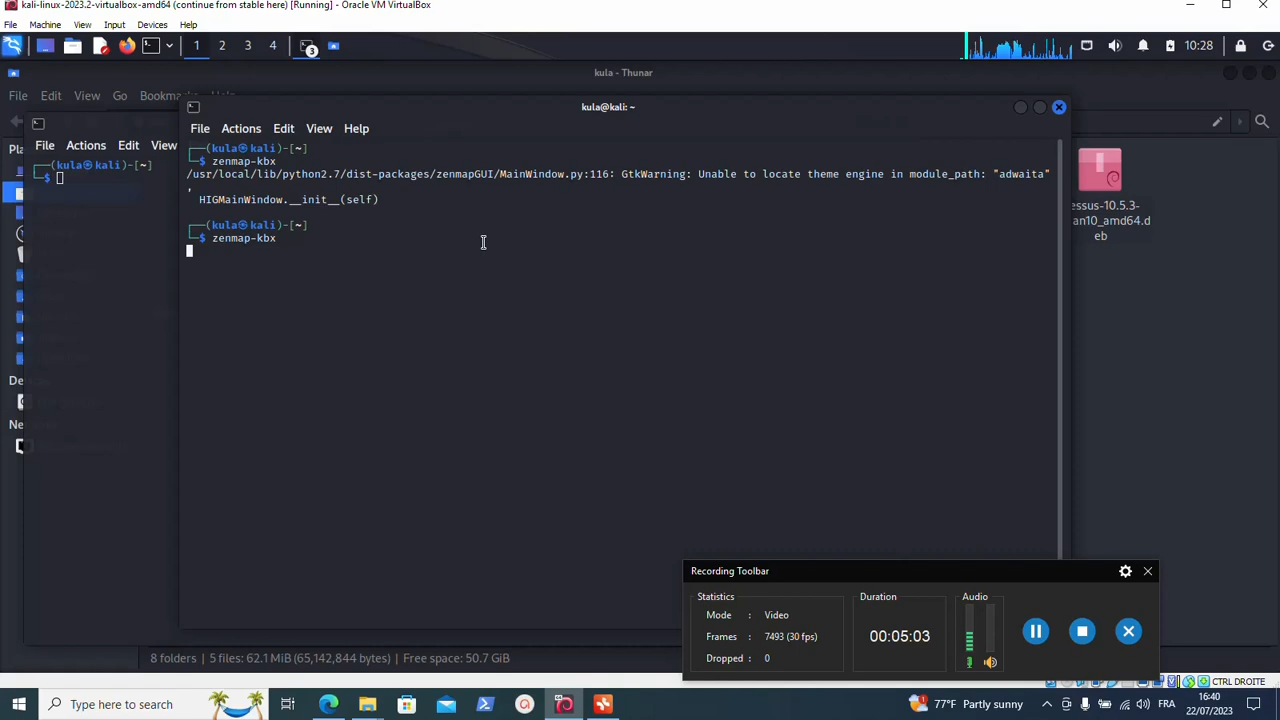 kali-linux-2023.2-virtualbox-amd64 (continue from stable here) [Running] - Oracle VM VirtualBox
File Machine View Input Devices Help
1 2 3 4 3 10:28
kula - Thunar
File Edit View Go Bookmarks Help
kula@kali: ~
File Actions Edit View Help
File Actions Edit View
┌──(kula㉿kali)-[~]
└─$
┌──(kula㉿kali)-[~]
└─$ zenmap-kbx
/usr/local/lib/python2.7/dist-packages/zenmapGUI/MainWindow.py:116: GtkWarning: Unable to locate theme engine in module_path: "adwaita"
,
HIGMainWindow.__init__(self)
┌──(kula㉿kali)-[~]
└─$ zenmap-kbx
Pla
De
Ne
essus-10.5.3-
an10_amd64.d
eb
8 folders | 5 files: 62.1 MiB (65,142,844 bytes) | Free space: 50.7 GiB
Recording Toolbar
Statistics
Mode : Video
Frames : 7493 (30 fps)
Dropped : 0
Duration
00:05:03
Audio
CTRL DROITE
Type here to search
77°F Partly sunny
FRA
16:40
22/07/2023